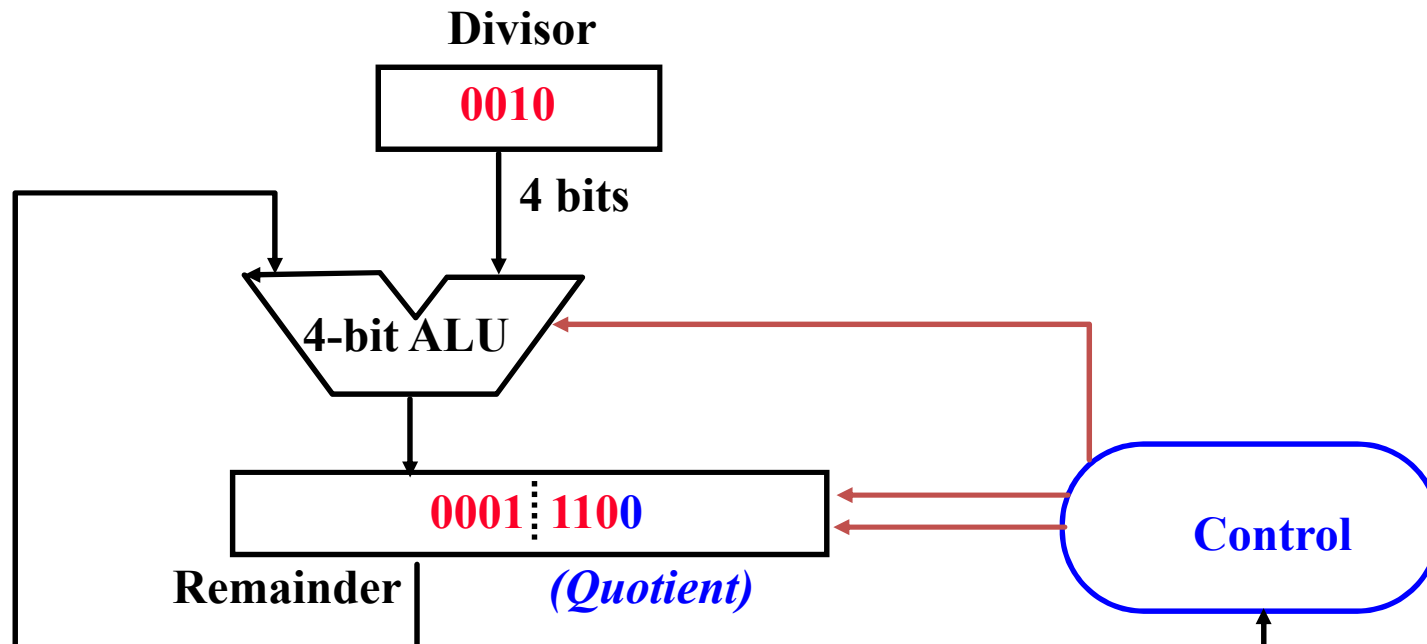 Divisor
0010
4 bits
4-bit ALU
0001 1100
Control
Remainder (Quotient)